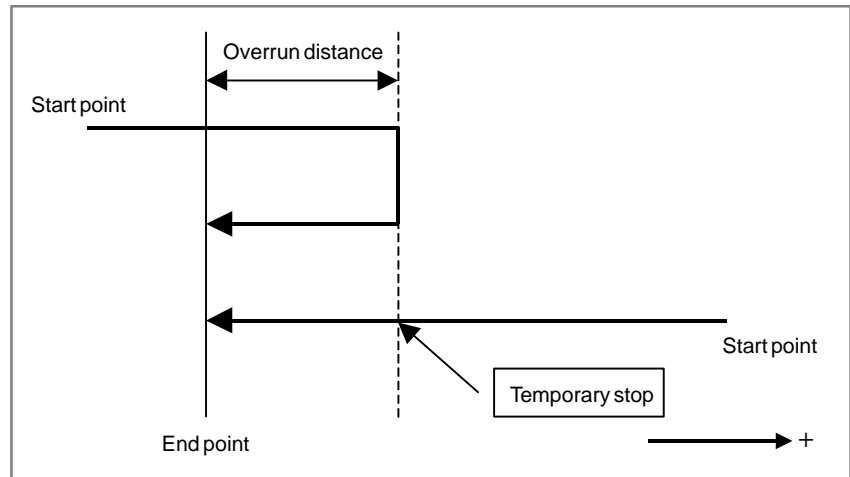 Overrun distance
Start point
Start point
Temporary stop
End point
+